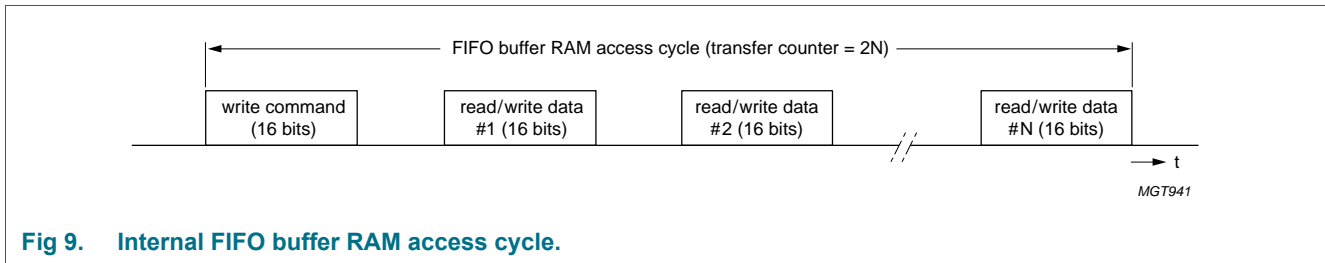 FIFO buffer RAM access cycle (transfer counter = 2N)
write command
(16 bits)
read/write data
#1 (16 bits)
read/write data
#2 (16 bits)
read/write data
#N (16 bits)
t
MGT941
Fig 9. Internal FIFO buffer RAM access cycle.